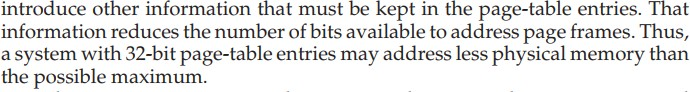 introduce other information that must be kept in the page-table entries. That
information reduces the number of bits available to address page frames. Thus,
a system with 32-bit page-table entries may address less physical memory than
the possible maximum.